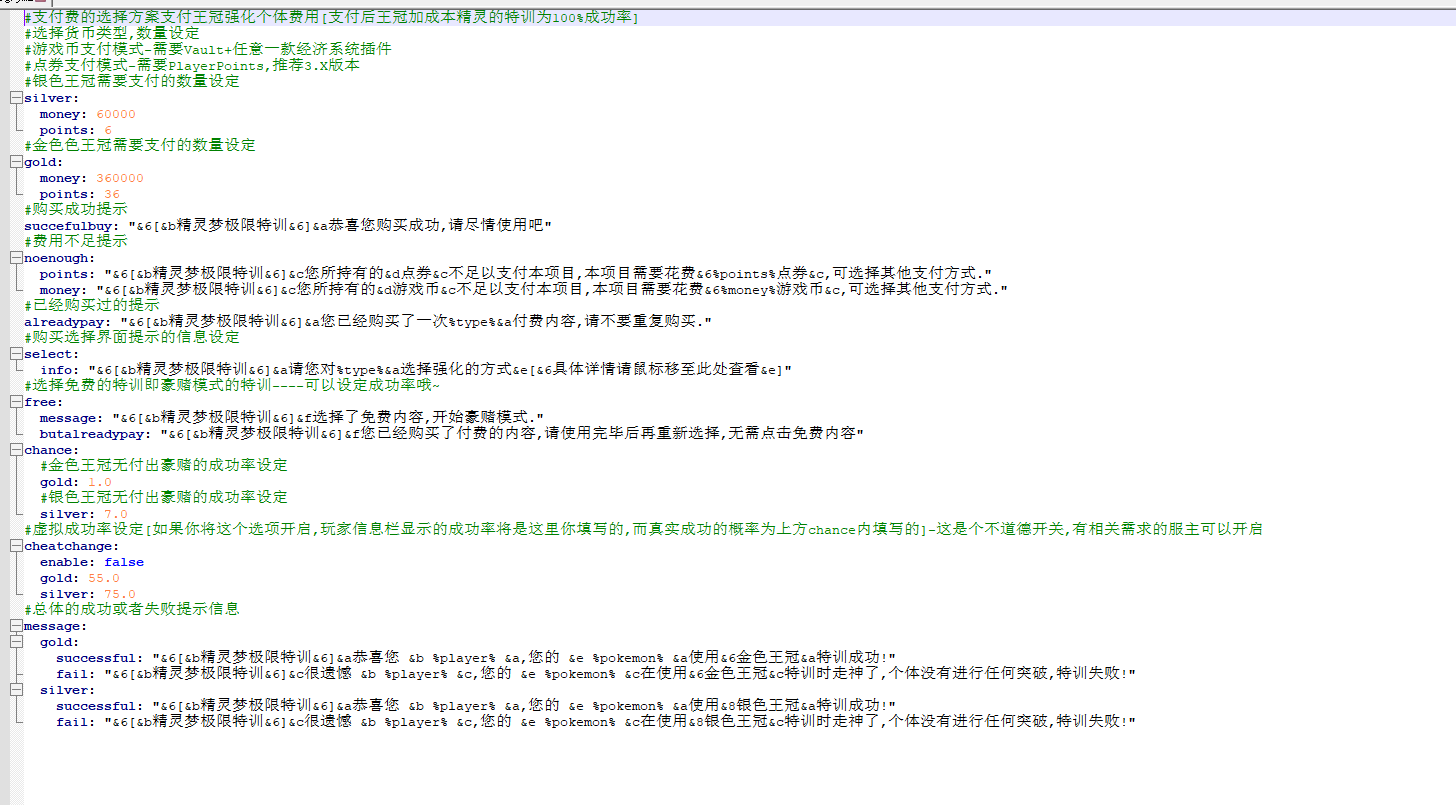 #支付费的选择方案支付王冠强化个体费用[支付后王冠加成本精灵的特训为100%成功率]
#选择货币类型,数量设定
#游戏币支付模式-需要Vault+任意一款经济系统插件
#点券支付模式-需要PlayerPoints,推荐3.X版本
#银色王冠需要支付的数量设定
silver:
  money: 60000
  points: 6
#金色色王冠需要支付的数量设定
gold:
  money: 360000
  points: 36
#购买成功提示
succefulbuy: "&6[&b精灵梦极限特训&6]&a恭喜您购买成功,请尽情使用吧"
#费用不足提示
noenough:
  points: "&6[&b精灵梦极限特训&6]&c您所持有的&d点券&c不足以支付本项目,本项目需要花费&6%points%点券&c,可选择其他支付方式."
  money: "&6[&b精灵梦极限特训&6]&c您所持有的&d游戏币&c不足以支付本项目,本项目需要花费&6%money%游戏币&c,可选择其他支付方式."
#已经购买过的提示
alreadypay: "&6[&b精灵梦极限特训&6]&a您已经购买了一次%type%&a付费内容,请不要重复购买."
#购买选择界面提示的信息设定
select:
  info: "&6[&b精灵梦极限特训&6]&a请您对%type%&a选择强化的方式&e[&6具体详情请鼠标移至此处查看&e]"
#选择免费的特训即豪赌模式的特训----可以设定成功率哦~
free:
  message: "&6[&b精灵梦极限特训&6]&f选择了免费内容,开始豪赌模式."
  butalreadypay: "&6[&b精灵梦极限特训&6]&f您已经购买了付费的内容,请使用完毕后再重新选择,无需点击免费内容"
chance:
  #金色王冠无付出豪赌的成功率设定
  gold: 1.0
  #银色王冠无付出豪赌的成功率设定
  silver: 7.0
#虚拟成功率设定[如果你将这个选项开启,玩家信息栏显示的成功率将是这里你填写的,而真实成功的概率为上方chance内填写的]-这是个不道德开关,有相关需求的服主可以开启
cheatchange:
  enable: false
  gold: 55.0
  silver: 75.0
#总体的成功或者失败提示信息
message:
  gold:
    successful: "&6[&b精灵梦极限特训&6]&a恭喜您 &b %player% &a,您的 &e %pokemon% &a使用&6金色王冠&a特训成功!"
    fail: "&6[&b精灵梦极限特训&6]&c很遗憾 &b %player% &c,您的 &e %pokemon% &c在使用&6金色王冠&c特训时走神了,个体没有进行任何突破,特训失败!"
  silver:
    successful: "&6[&b精灵梦极限特训&6]&a恭喜您 &b %player% &a,您的 &e %pokemon% &a使用&8银色王冠&a特训成功!"
    fail: "&6[&b精灵梦极限特训&6]&c很遗憾 &b %player% &c,您的 &e %pokemon% &c在使用&8银色王冠&c特训时走神了,个体没有进行任何突破,特训失败!"